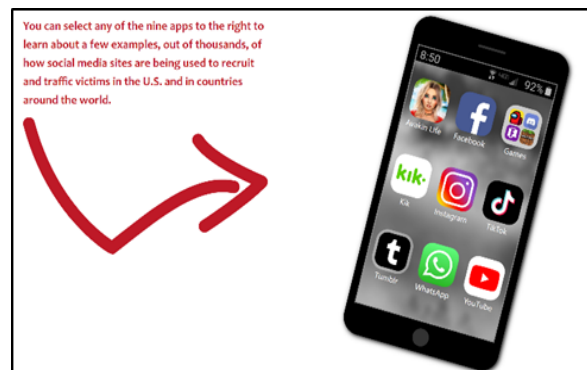 You can select any of the nine apps to the right to
learn about a few examples, out of thousands, of
how social media sites are being used to recruit
and traffic victims in the U.S. and in countries
around the world.
8:50
92%
Avakin Life
Facebook
Games
kik.
Kik
Instagram
TikTok
Tumblr
WhatsApp
YouTube